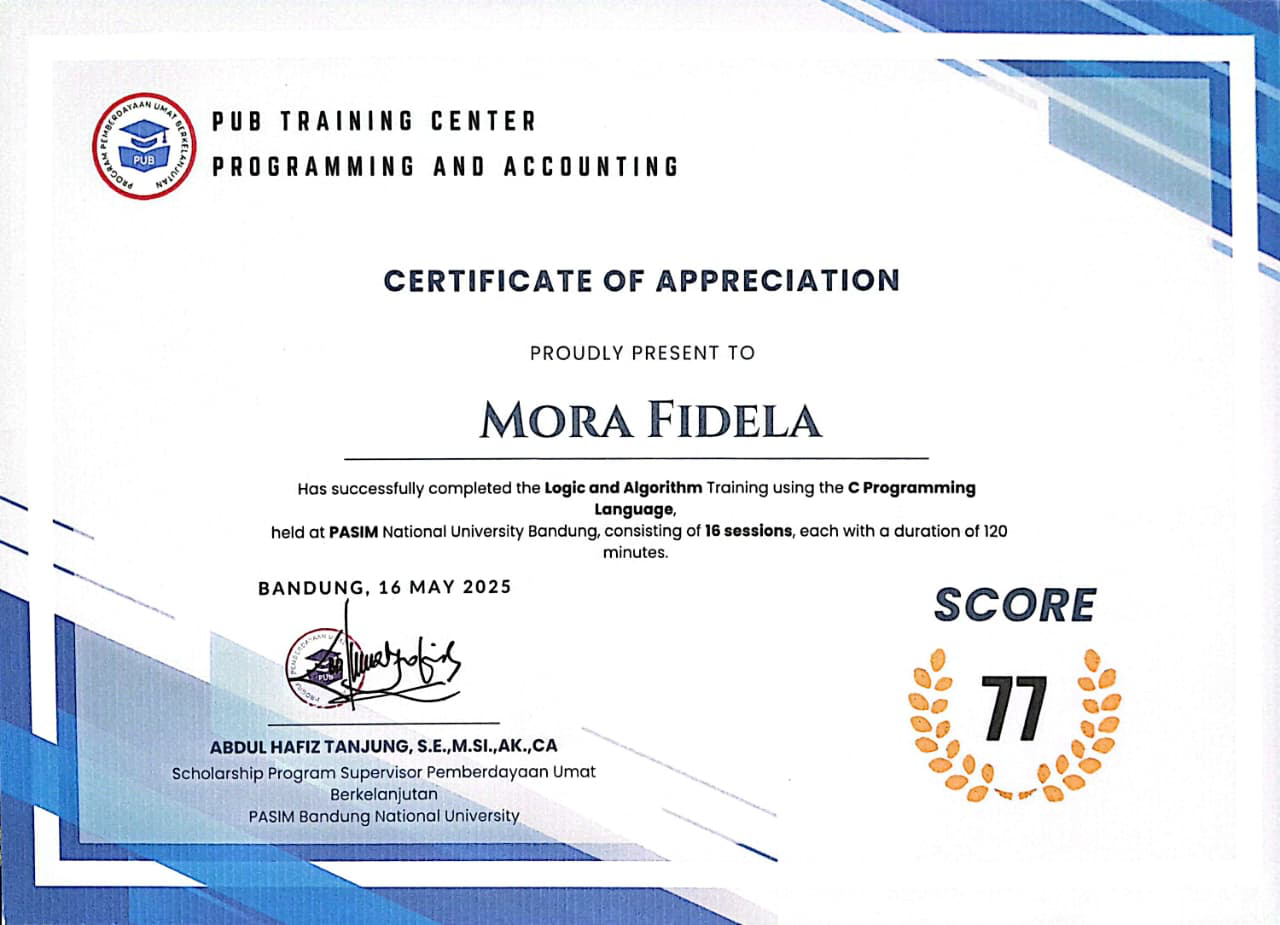 PROGRAM PEMBERDAYAAN UMAT BERKELANJUTAN
PUB
PUB TRAINING CENTER
PROGRAMMING AND ACCOUNTING
CERTIFICATE OF APPRECIATION
PROUDLY PRESENT TO
MORA FIDELA
Has successfully completed the Logic and Algorithm Training using the C Programming
Language,
held at PASIM National University Bandung, consisting of 16 sessions, each with a duration of 120
minutes.
BANDUNG, 16 MAY 2025
PUB
SCORE
77
ABDUL HAFIZ TANJUNG, S.E.,M.SI.,AK.,CA
Scholarship Program Supervisor Pemberdayaan Umat
Berkelanjutan
PASIM Bandung National University